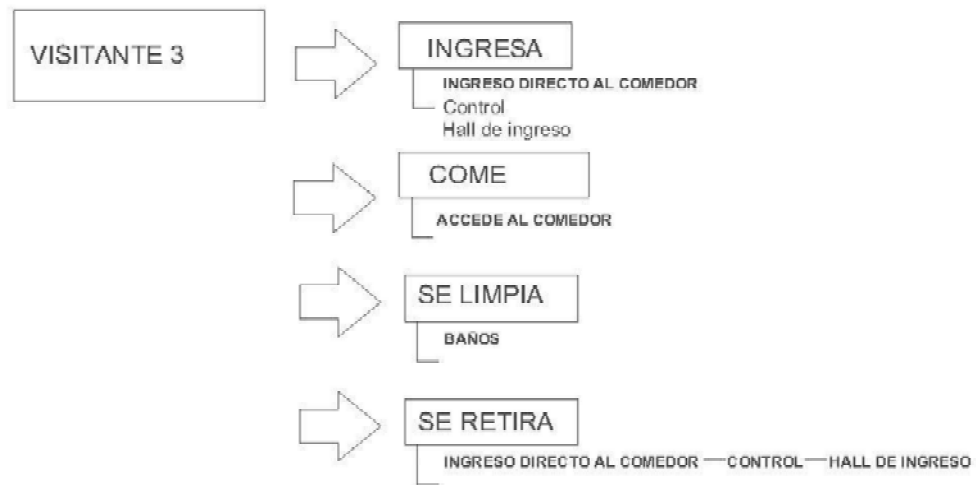 VISITANTE 3
INGRESA
INGRESO DIRECTO AL COMEDOR
Control
Hall de ingreso
COME
ACCEDE AL COMEDOR
SE LIMPIA
BAÑOS
SE RETIRA
INGRESO DIRECTO AL COMEDOR — CONTROL — HALL DE INGRESO